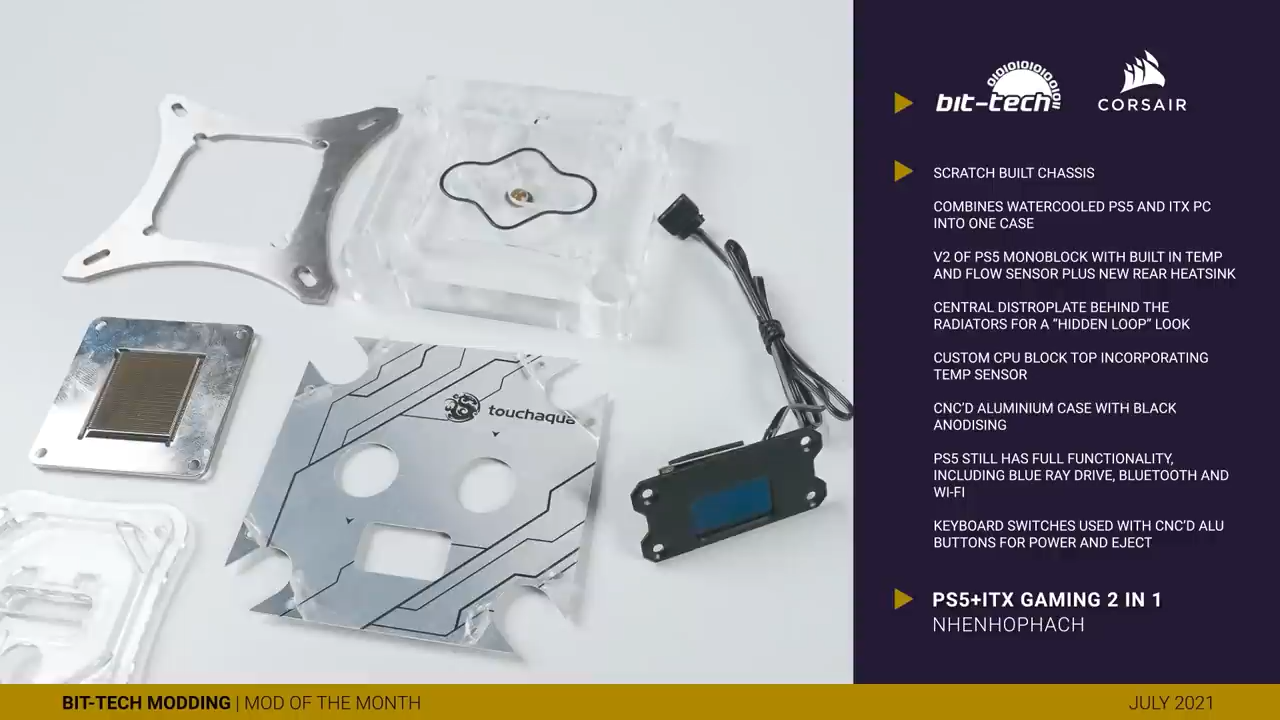 touchaqua
bit-tech
CORSAIR
SCRATCH BUILT CHASSIS
COMBINES WATERCOOLED PS5 AND ITX PC
INTO ONE CASE
V2 OF PS5 MONOBLOCK WITH BUILT IN TEMP
AND FLOW SENSOR PLUS NEW REAR HEATSINK
CENTRAL DISTROPLATE BEHIND THE
RADIATORS FOR A “HIDDEN LOOP” LOOK
CUSTOM CPU BLOCK TOP INCORPORATING
TEMP SENSOR
CNC’D ALUMINIUM CASE WITH BLACK
ANODISING
PS5 STILL HAS FULL FUNCTIONALITY,
INCLUDING BLUE RAY DRIVE, BLUETOOTH AND
WI-FI
KEYBOARD SWITCHES USED WITH CNC’D ALU
BUTTONS FOR POWER AND EJECT
PS5+ITX GAMING 2 IN 1
NHENHOPHACH
BIT-TECH MODDING | MOD OF THE MONTH
JULY 2021